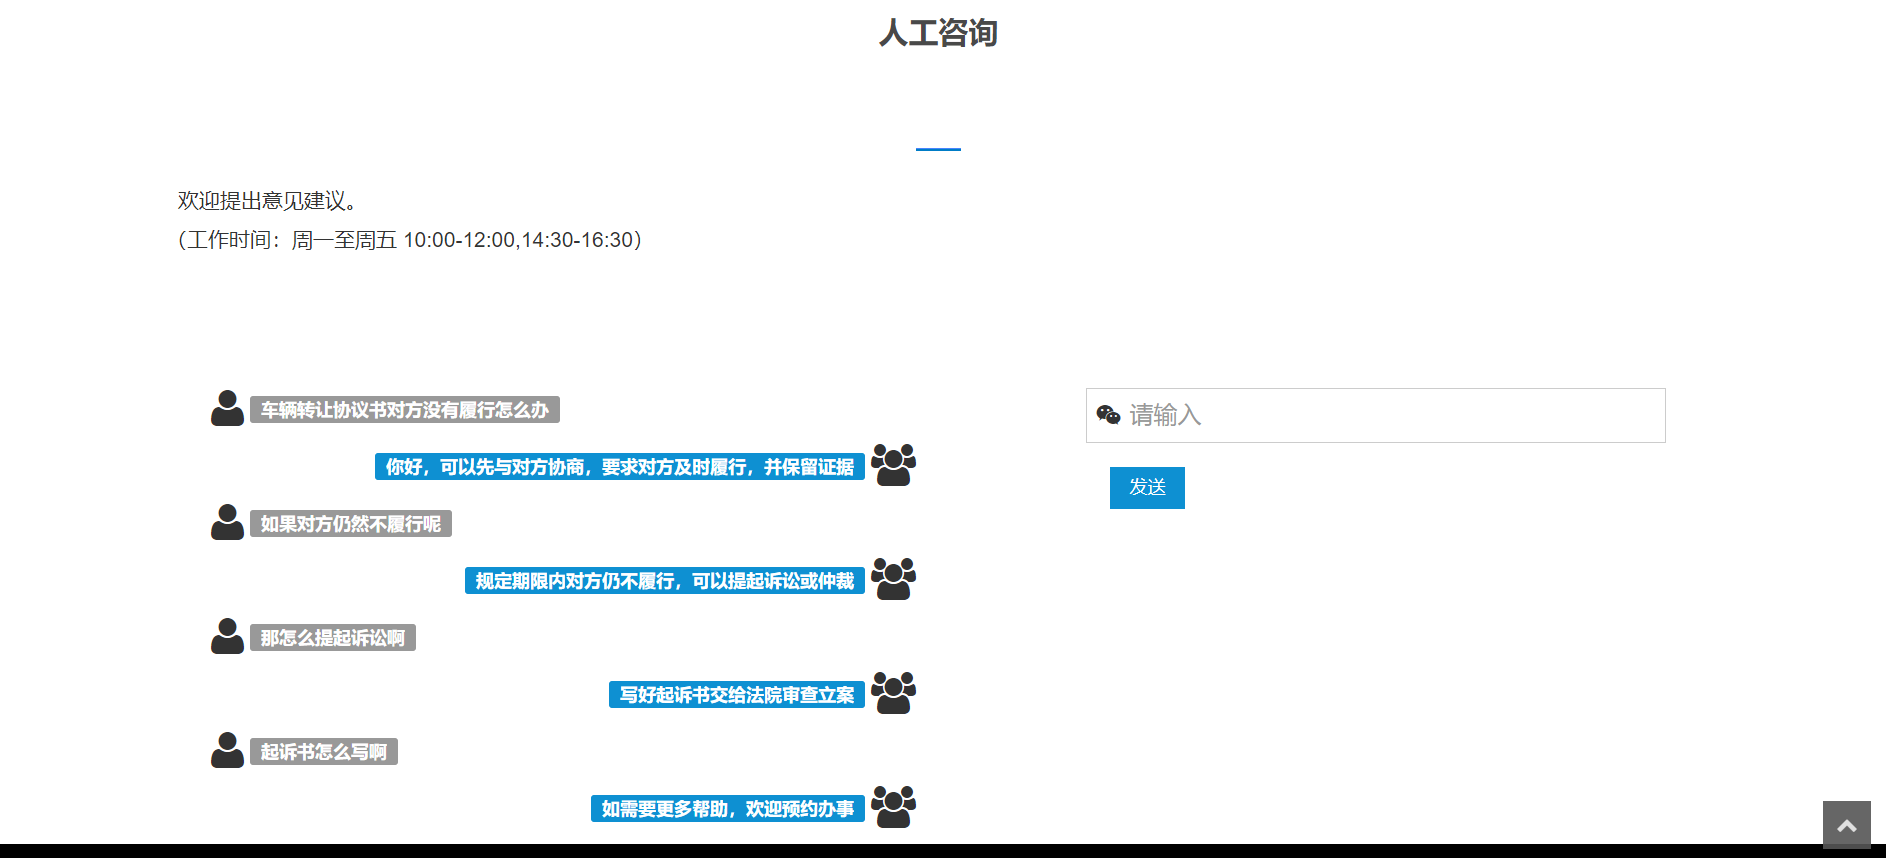 人工咨询
欢迎提出意见建议。
（工作时间：周一至周五 10:00-12:00,14:30-16:30）
车辆转让协议书对方没有履行怎么办
请输入
你好，可以先与对方协商，要求对方及时履行，并保留证据
发送
如果对方仍然不履行呢
规定期限内对方仍不履行，可以提起诉讼或仲裁
那怎么提起诉讼啊
写好起诉书交给法院审查立案
起诉书怎么写啊
如需要更多帮助，欢迎预约办事